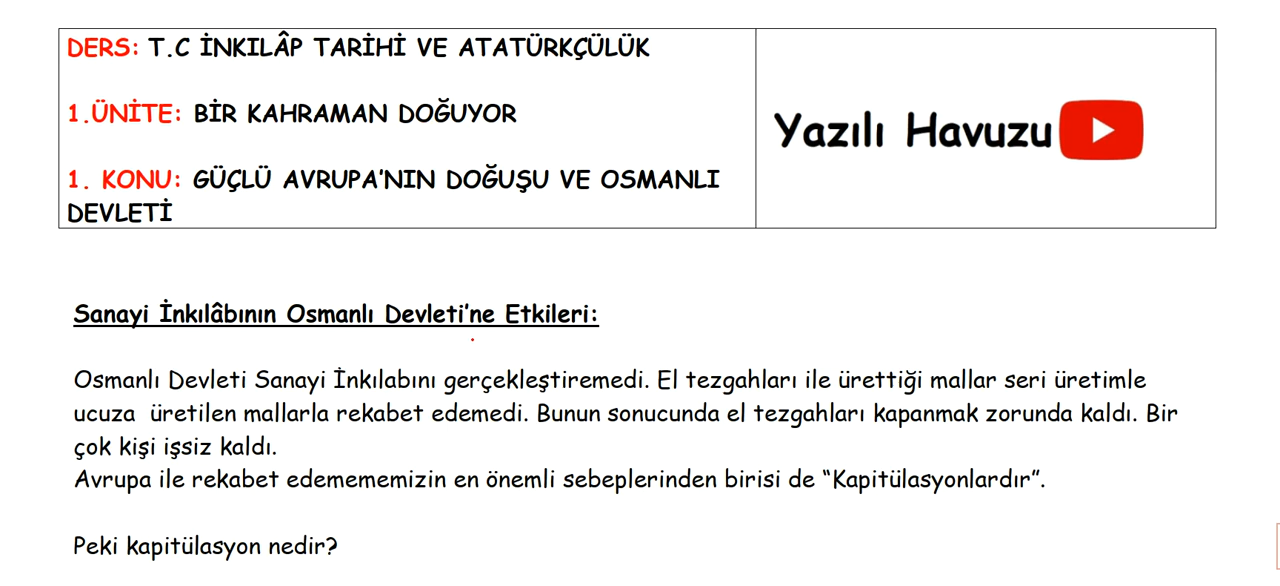 DERS: T.C İNKILÂP TARİHİ VE ATATÜRKÇÜLÜK
1.ÜNİTE: BİR KAHRAMAN DOĞUYOR
1. KONU: GÜÇLÜ AVRUPA'NIN DOĞUŞU VE OSMANLI
DEVLETİ
Yazılı Havuzu
Sanayi İnkılâbının Osmanlı Devleti'ne Etkileri:
Osmanlı Devleti Sanayi İnkılabını gerçekleştiremedi. El tezgahları ile ürettiği mallar seri üretimle
ucuza üretilen mallarla rekabet edemedi. Bunun sonucunda el tezgahları kapanmak zorunda kaldı. Bir
çok kişi işsiz kaldı.
Avrupa ile rekabet edemememizin en önemli sebeplerinden birisi de “Kapitülasyonlardır”.
Peki kapitülasyon nedir?